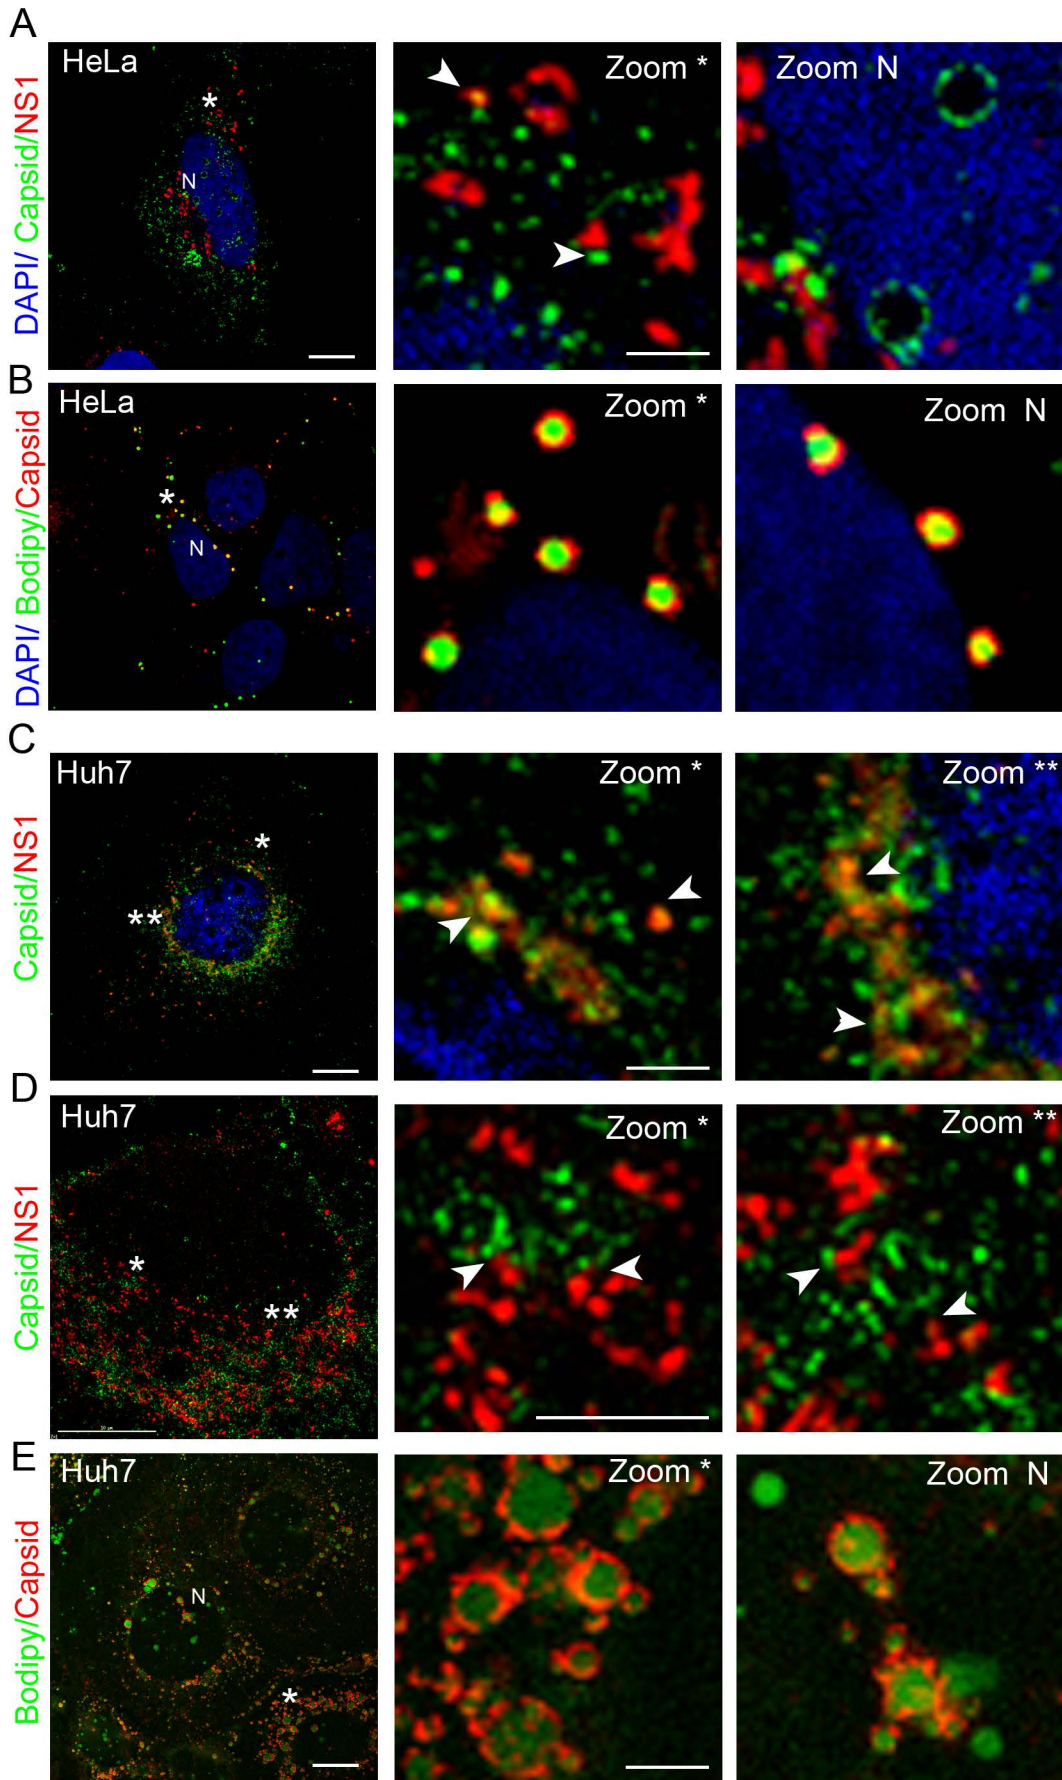 A
DAPI/ Capsid/NS1
HeLa
*
N
Zoom *
Zoom N
B
DAPI/ Bodipy/Capsid
HeLa
*
N
Zoom *
Zoom N
C
Capsid/NS1
Huh7
*
**
Zoom *
Zoom **
D
Capsid/NS1
Huh7
*
**
Zoom *
Zoom **
E
Bodipy/Capsid
Huh7
N
*
Zoom *
Zoom N